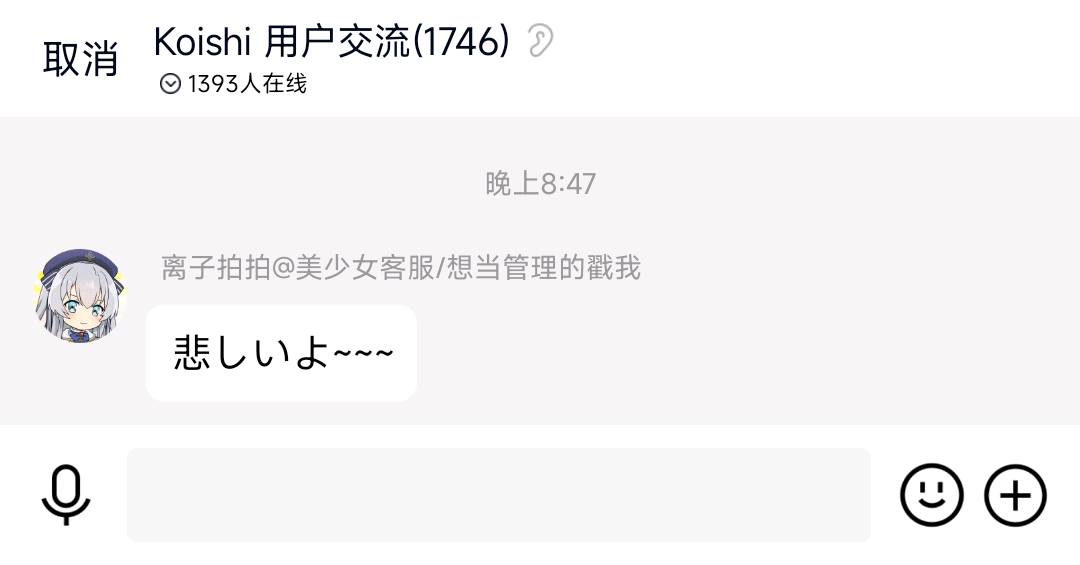 取消
Koishi 用户交流(1746)
1393人在线
晚上8:47
离子拍拍@美少女客服/想当管理的戳我
悲しいよ~~~